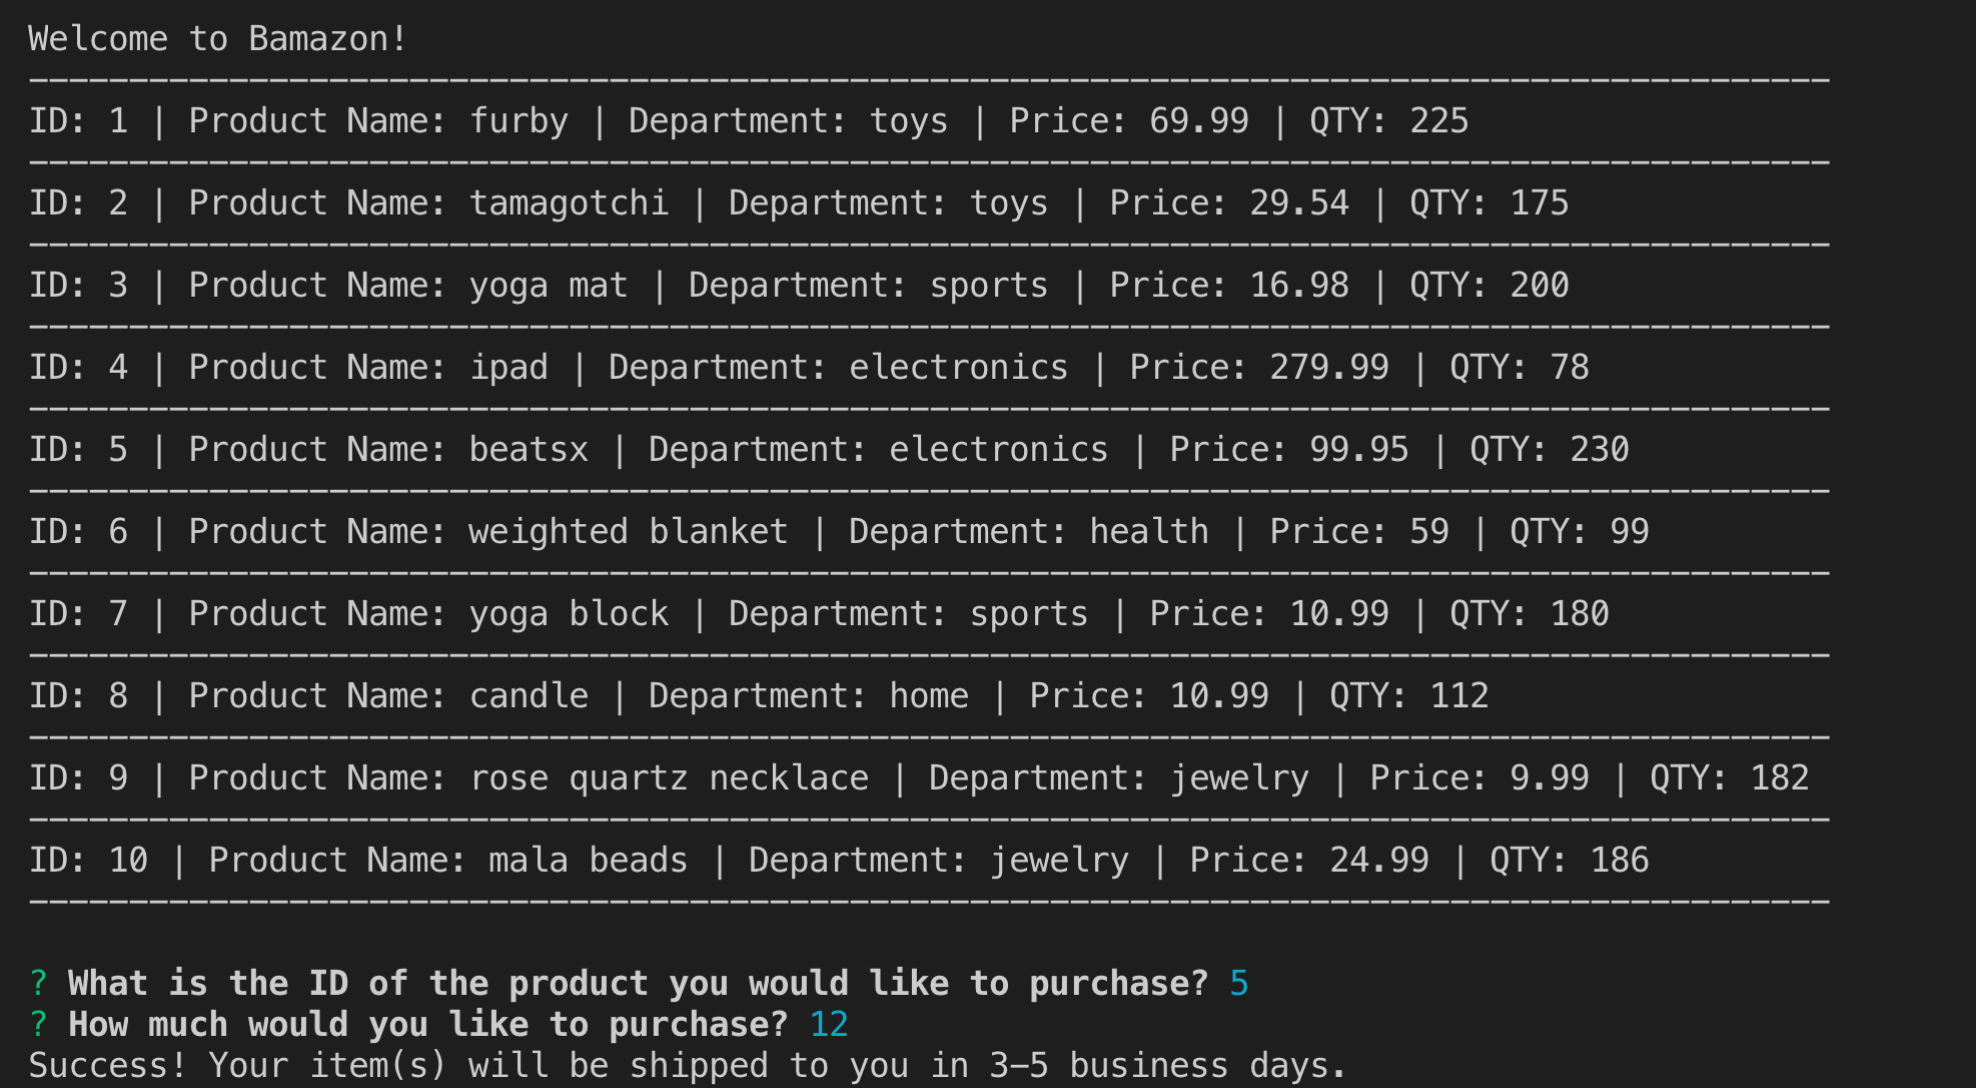 Welcome to Bamazon!
------------------------------------------------------------------------------------------
ID: 1 | Product Name: furby | Department: toys | Price: 69.99 | QTY: 225
------------------------------------------------------------------------------------------
ID: 2 | Product Name: tamagotchi | Department: toys | Price: 29.54 | QTY: 175
------------------------------------------------------------------------------------------
ID: 3 | Product Name: yoga mat | Department: sports | Price: 16.98 | QTY: 200
------------------------------------------------------------------------------------------
ID: 4 | Product Name: ipad | Department: electronics | Price: 279.99 | QTY: 78
------------------------------------------------------------------------------------------
ID: 5 | Product Name: beatsx | Department: electronics | Price: 99.95 | QTY: 230
------------------------------------------------------------------------------------------
ID: 6 | Product Name: weighted blanket | Department: health | Price: 59 | QTY: 99
------------------------------------------------------------------------------------------
ID: 7 | Product Name: yoga block | Department: sports | Price: 10.99 | QTY: 180
------------------------------------------------------------------------------------------
ID: 8 | Product Name: candle | Department: home | Price: 10.99 | QTY: 112
------------------------------------------------------------------------------------------
ID: 9 | Product Name: rose quartz necklace | Department: jewelry | Price: 9.99 | QTY: 182
------------------------------------------------------------------------------------------
ID: 10 | Product Name: mala beads | Department: jewelry | Price: 24.99 | QTY: 186
------------------------------------------------------------------------------------------
? What is the ID of the product you would like to purchase? 5
? How much would you like to purchase? 12
Success! Your item(s) will be shipped to you in 3-5 business days.